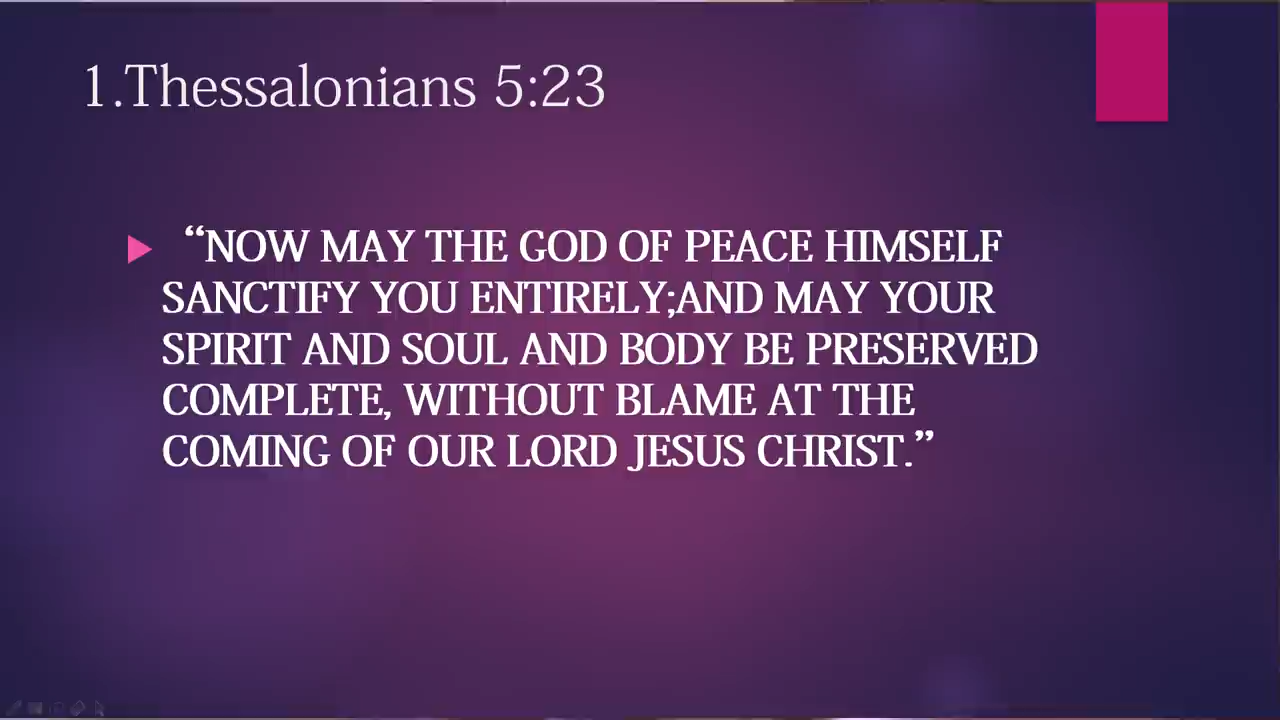 1.Thessalonians 5:23
“NOW MAY THE GOD OF PEACE HIMSELF
SANCTIFY YOU ENTIRELY;AND MAY YOUR
SPIRIT AND SOUL AND BODY BE PRESERVED
COMPLETE, WITHOUT BLAME AT THE
COMING OF OUR LORD JESUS CHRIST.”